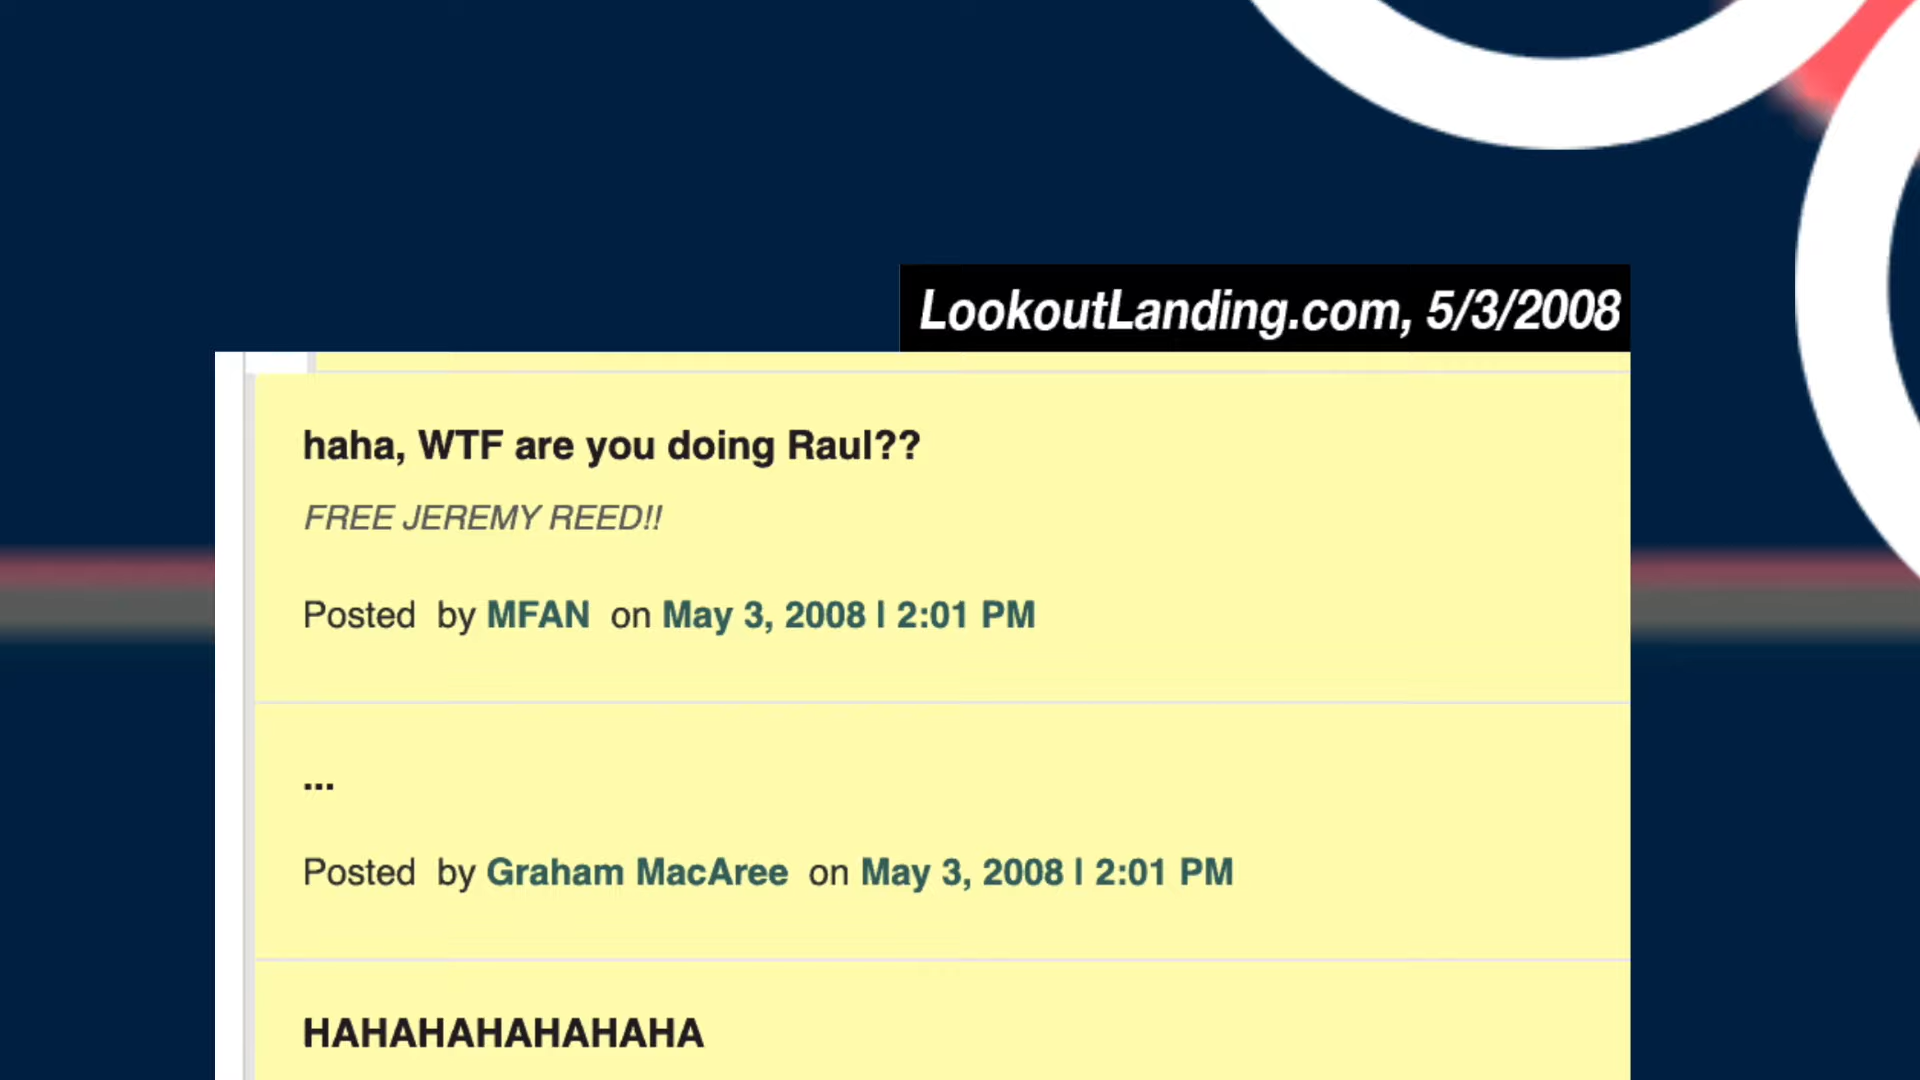 LookoutLanding.com, 5/3/2008
haha, WTF are you doing Raul??
FREE JEREMY REED!!
Posted by MFAN on May 3, 2008 | 2:01 PM
...
Posted by Graham MacAree on May 3, 2008 | 2:01 PM
HAHAHAHAHAHAHA